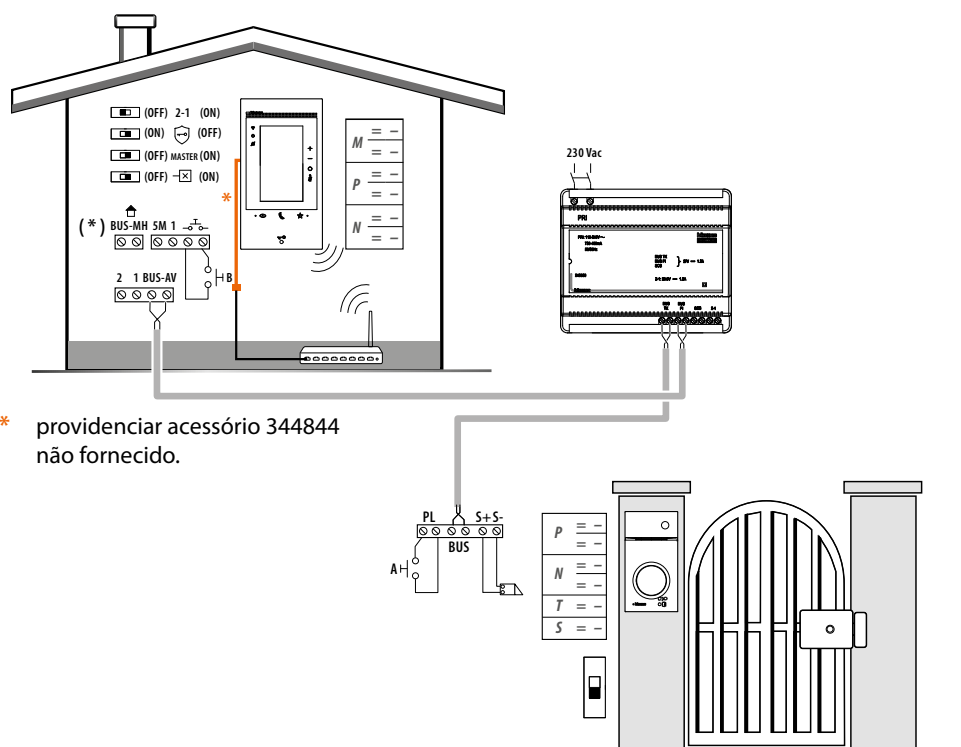 (OFF) 2-1 (ON)
(ON) (OFF)
(OFF) MASTER (ON)
(OFF) (ON)
(*) BUS-MH 5M 1
2 1 BUS-AV
B
*
M = –
= –
P = –
= –
N = –
= –
230 Vac
PRI
* providenciar acessório 344844
não fornecido.
PL S+ S-
BUS
A
P = –
= –
N = –
= –
T = –
S = –